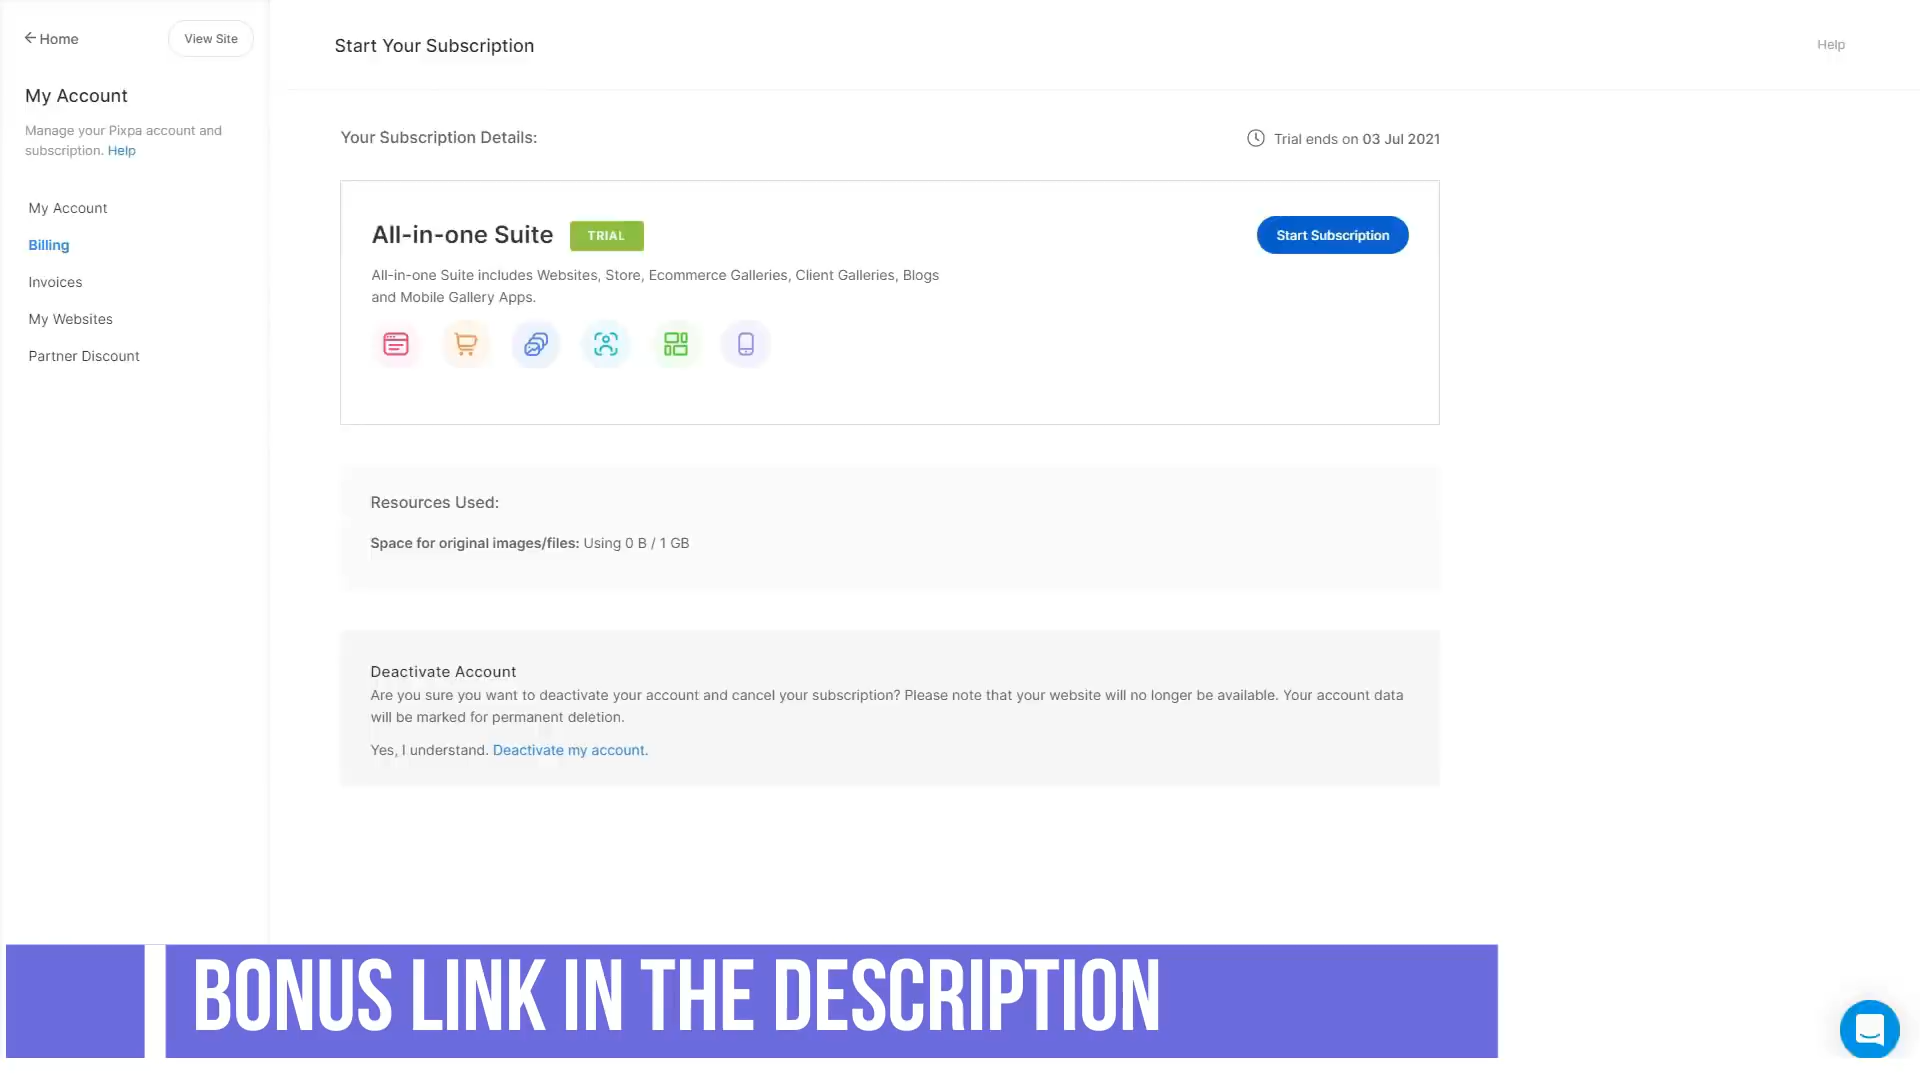 Home
View Site
Start Your Subscription
Help
My Account
Manage your Pixpa account and
subscription. Help
My Account
Billing
Invoices
My Websites
Partner Discount
Your Subscription Details:
Trial ends on 03 Jul 2021
All-in-one Suite
TRIAL
Start Subscription
All-in-one Suite includes Websites, Store, Ecommerce Galleries, Client Galleries, Blogs
and Mobile Gallery Apps.
Resources Used:
Space for original images/files: Using 0 B / 1 GB
Deactivate Account
Are you sure you want to deactivate your account and cancel your subscription? Please note that your website will no longer be available. Your account data
will be marked for permanent deletion.
Yes, I understand. Deactivate my account.
BONUS LINK IN THE DESCRIPTION